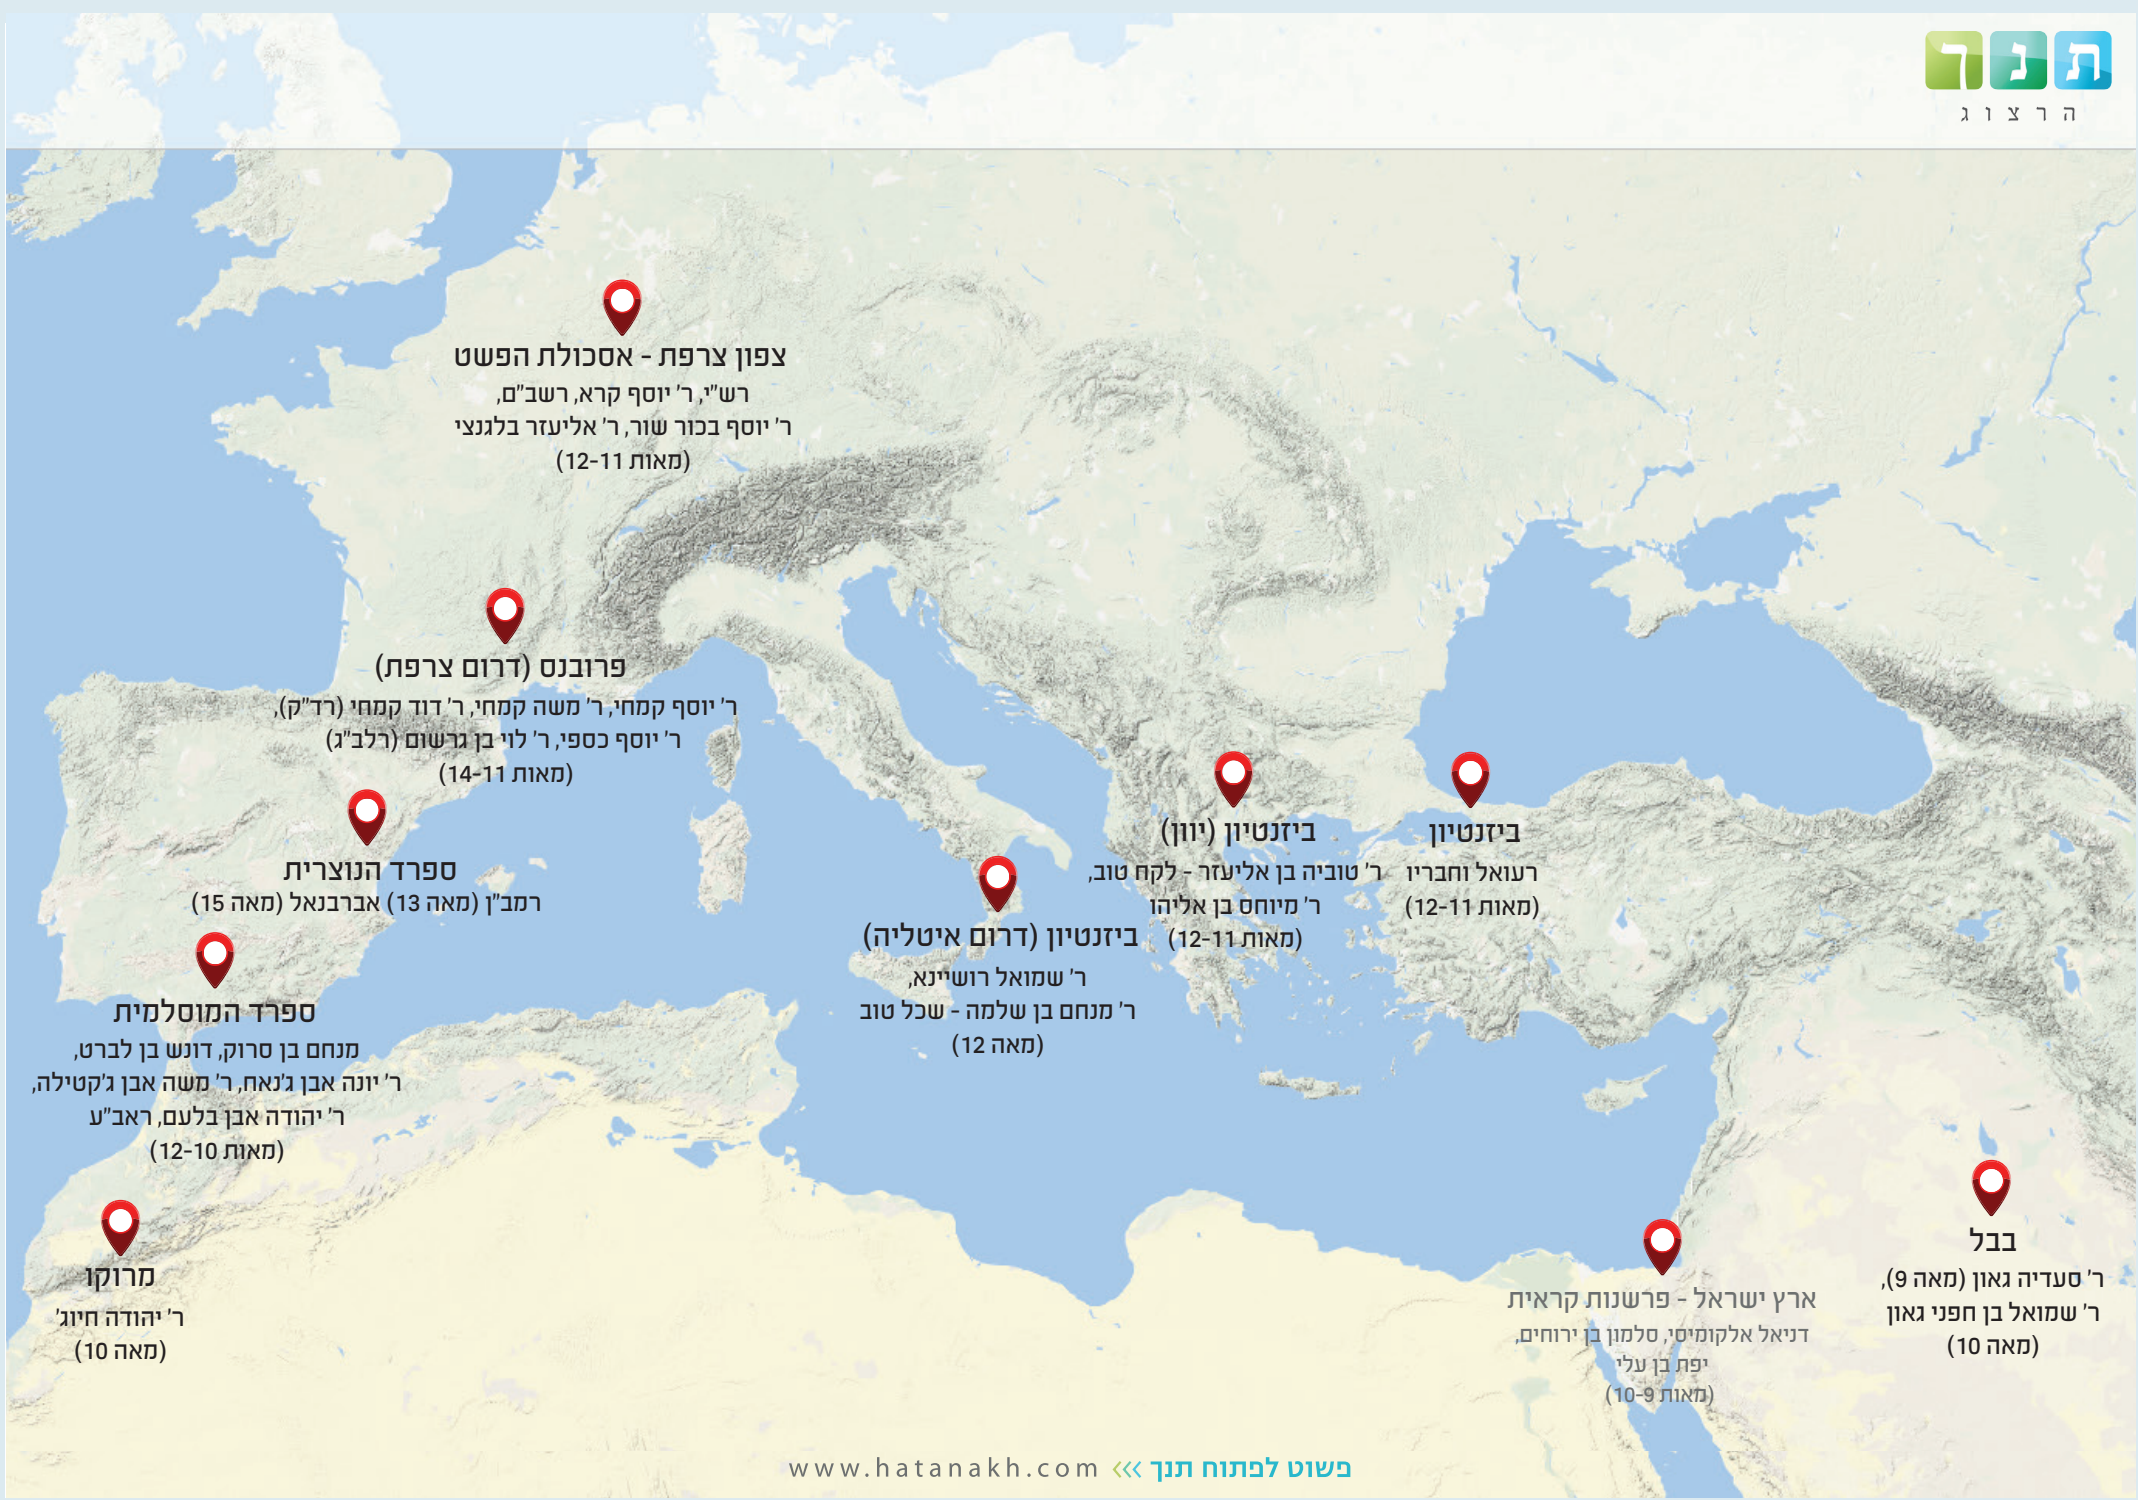 תנך
הרצוג
צפון צרפת - אסכולת הפשט
רש"י, ר' יוסף קרא, רשב"ם,
ר' יוסף בכור שור, ר' אליעזר בלגנצי
(מאות 12-11)
פרובנס (דרום צרפת)
ר' יוסף קמחי, ר' משה קמחי, ר' דוד קמחי (רד"ק),
ר' יוסף כספי, ר' לוי בן גרשום (רלב"ג)
(מאות 14-11)
ספרד הנוצרית
רמב"ן (מאה 13) אברבנאל (מאה 15)
ספרד המוסלמית
מנחם בן סרוק, דונש בן לברט,
ר' יונה אבן ג'נאח, ר' משה אבן ג'קטילה,
ר' יהודה אבן בלעם, ראב"ע
(מאות 12-10)
מרוקו
ר' יהודה חיוג'
(מאה 10)
ביזנטיון (דרום איטליה)
ר' שמואל רושיינא,
ר' מנחם בן שלמה - שכל טוב
(מאה 12)
ביזנטיון (יוון)
ר' טוביה בן אליעזר - לקח טוב,
ר' מיוחס בן אליהו
(מאות 12-11)
ביזנטיון
רעואל וחבריו
(מאות 12-11)
בבל
ר' סעדיה גאון (מאה 9),
ר' שמואל בן חפני גאון
(מאה 10)
ארץ ישראל - פרשנות קראית
דניאל אלקומיסי, סלמון בן ירוחים,
יפת בן עלי
(מאות 10-9)
פשוט לפתוח תנך >>> www.hatanakh.com